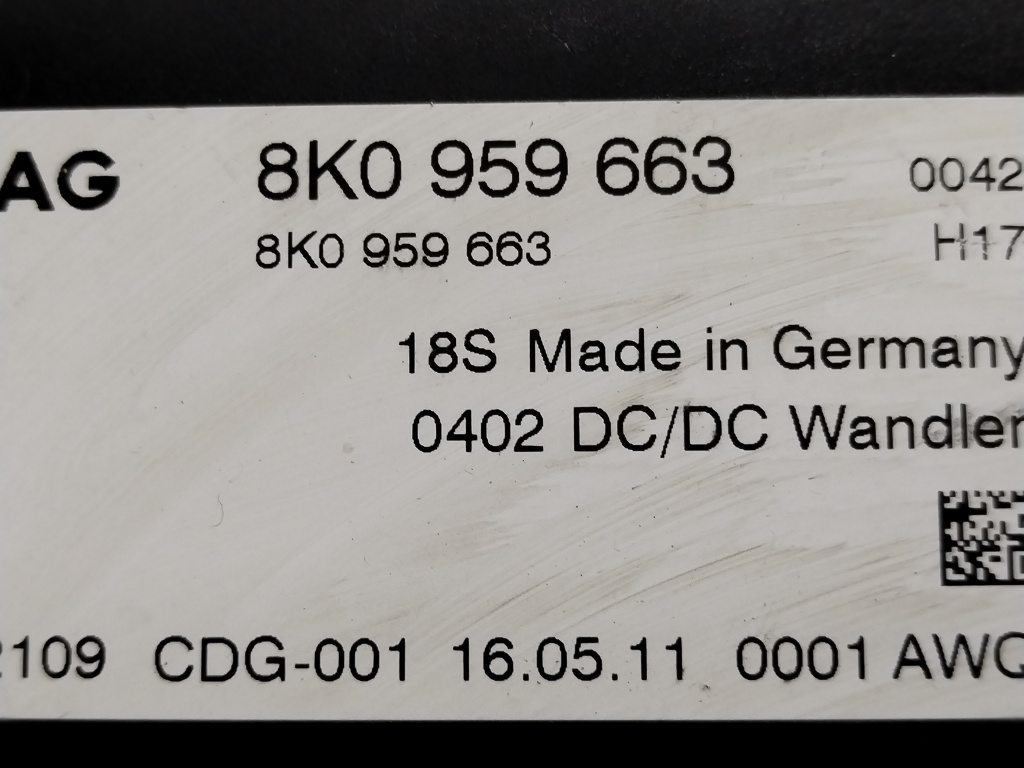 AG 8K0 959 663 0042
8K0 959 663 H17
18S Made in Germany
0402 DC/DC Wandler
2109 CDG-001 16.05.11 0001 AWQ